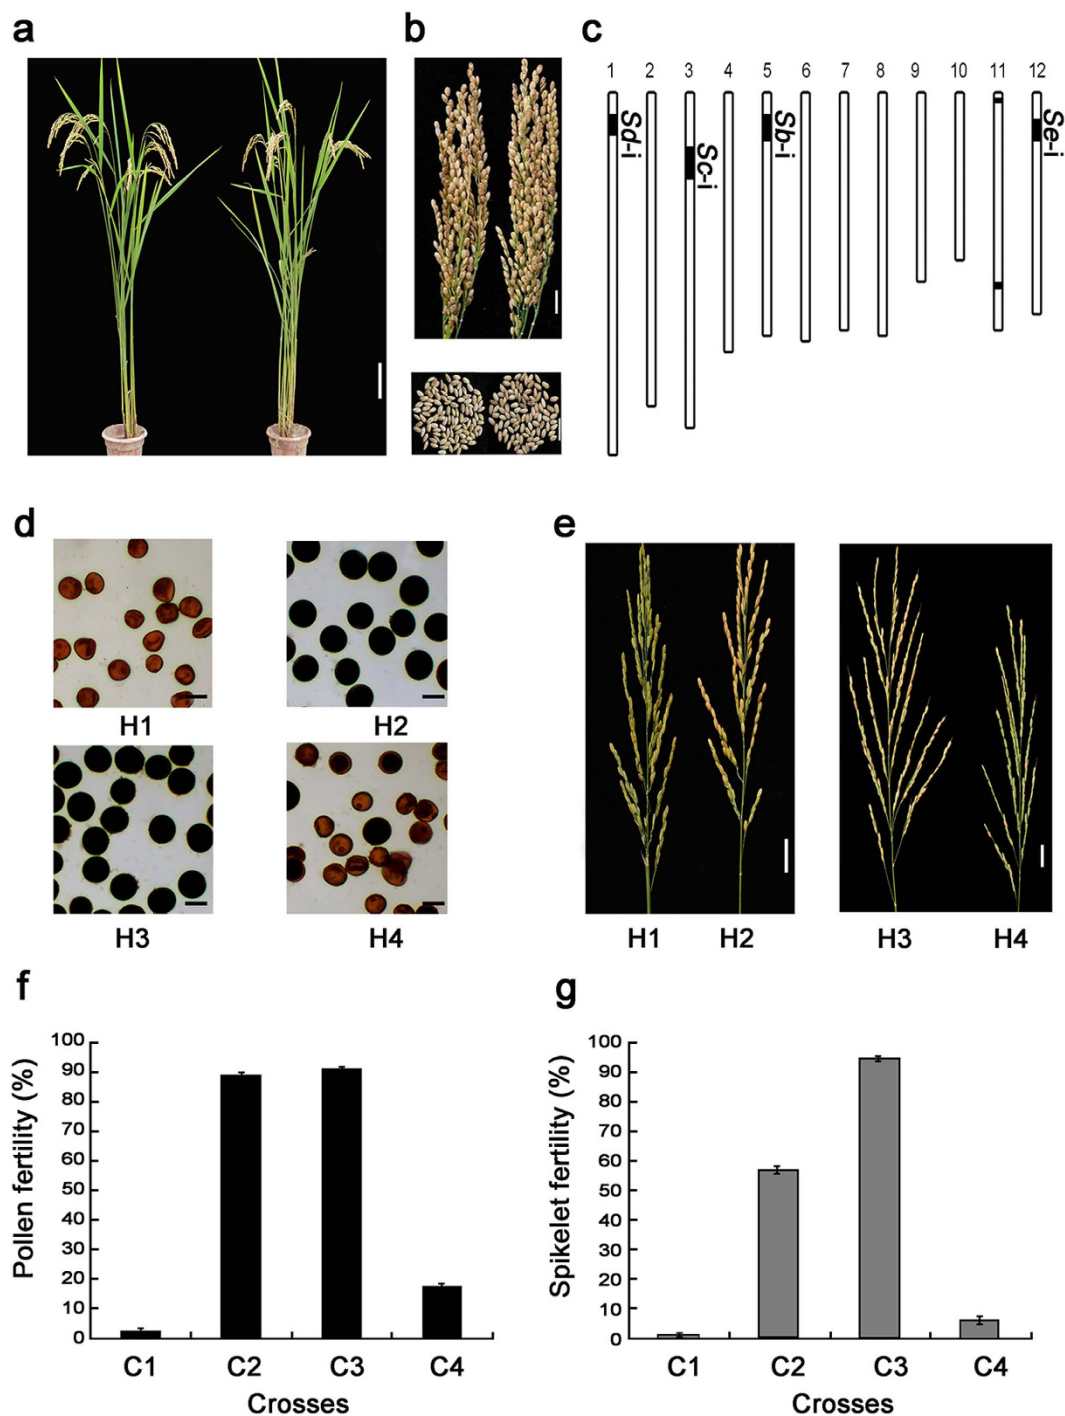 a
b
c
1 2 3 4 5 6 7 8 9 10 11 12
Sd-i
Sc-i
Sb-i
Se-i
d
e
H1
H2
H3
H4
H1
H2
H3
H4
f
g
100
90
80
70
60
50
40
30
20
10
0
Pollen fertility (%)
C1 C2 C3 C4
Crosses
100
90
80
70
60
50
40
30
20
10
0
Spikelet fertility (%)
C1 C2 C3 C4
Crosses